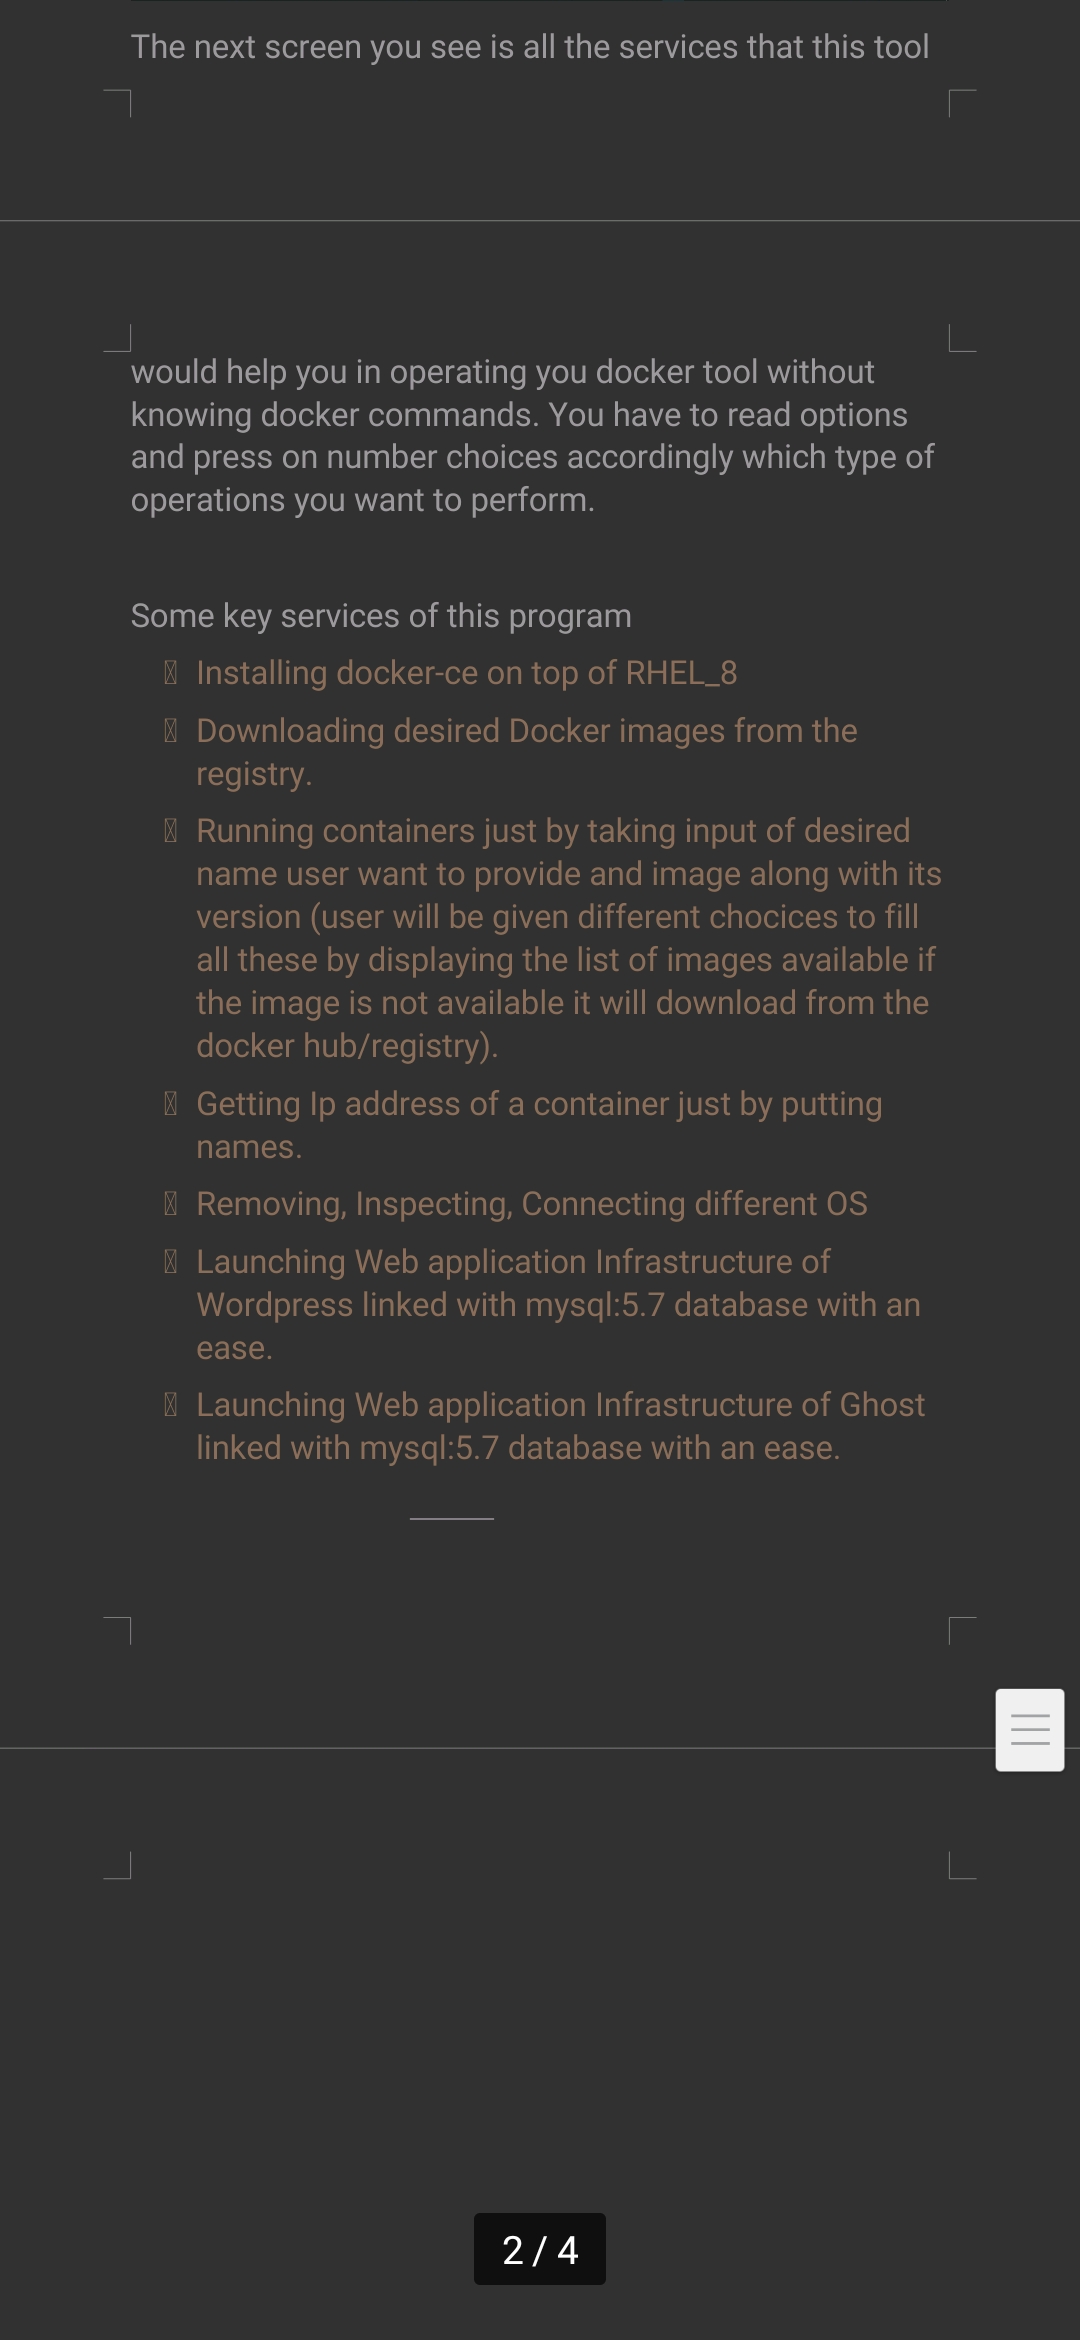 The next screen you see is all the services that this tool
would help you in operating you docker tool without
knowing docker commands. You have to read options
and press on number choices accordingly which type of
operations you want to perform.
Some key services of this program
Installing docker-ce on top of RHEL_8
Downloading desired Docker images from the
registry.
Running containers just by taking input of desired
name user want to provide and image along with its
version (user will be given different chocices to fill
all these by displaying the list of images available if
the image is not available it will download from the
docker hub/registry).
Getting Ip address of a container just by putting
names.
Removing, Inspecting, Connecting different OS
Launching Web application Infrastructure of
Wordpress linked with mysql:5.7 database with an
ease.
Launching Web application Infrastructure of Ghost
linked with mysql:5.7 database with an ease.
2 / 4